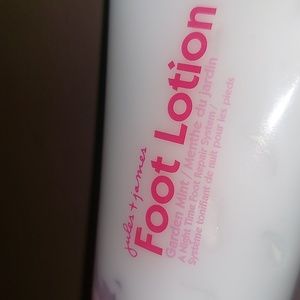 jules + james
Foot Lotion
Garden Mint / Menthe du jardin
A Night Time Foot Repair System /
Système tonifiant de nuit pour les pieds